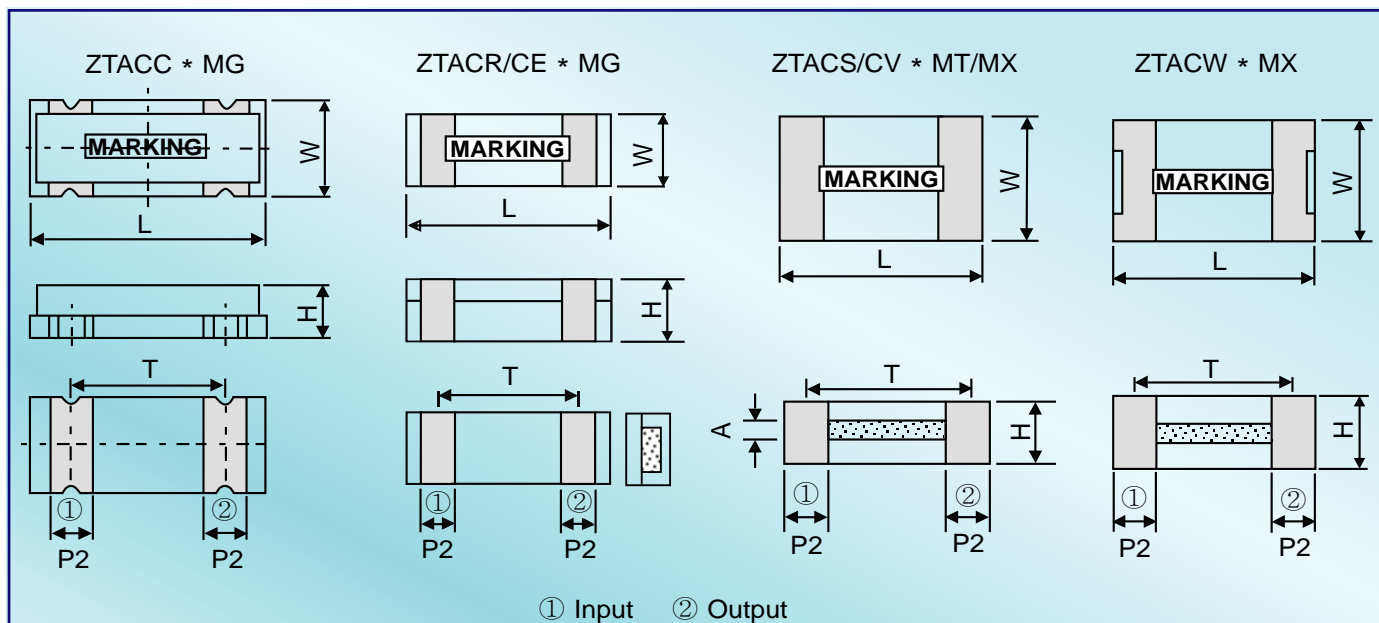 ZTACC * MG
MARKING
W
L
H
T
① ②
P2 P2
ZTACR/CE * MG
MARKING
W
L
H
T
① ②
P2 P2
ZTACS/CV * MT/MX
MARKING
W
L
T
A
H
① ②
P2 P2
ZTACW * MX
MARKING
W
L
T
H
① ②
P2 P2
① Input ② Output